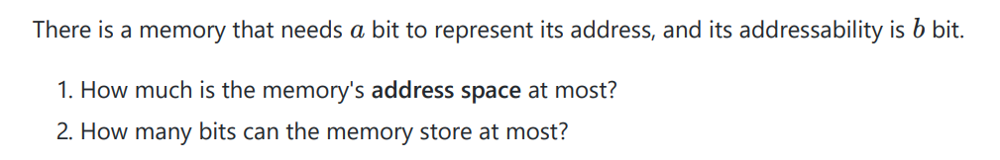 There is a memory that needs a bit to represent its address, and its addressability is b bit.
1. How much is the memory's address space at most?
2. How many bits can the memory store at most?